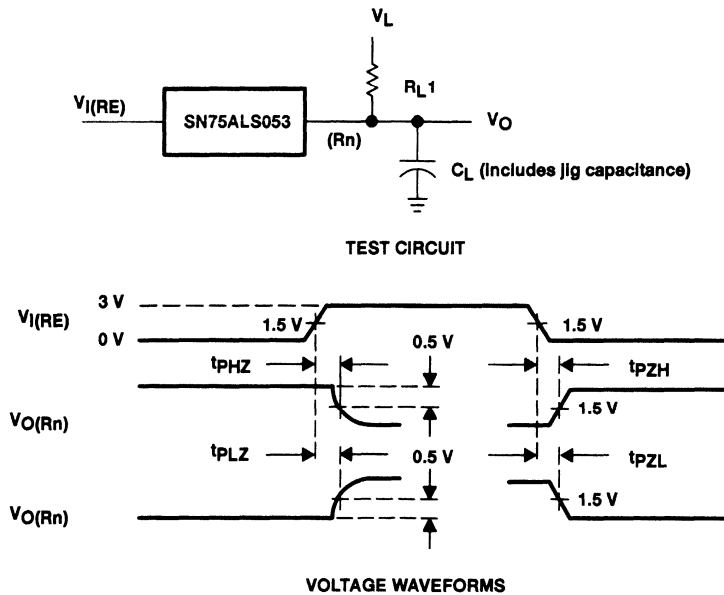 VL
RL1
VI(RE)
SN75ALS053
(Rn)
VO
CL (includes jig capacitance)
TEST CIRCUIT
VI(RE)
3 V
1.5 V
0 V
1.5 V
0.5 V
tPHZ
tPZH
VO(Rn)
1.5 V
tPLZ
0.5 V
tPZL
VO(Rn)
1.5 V
VOLTAGE WAVEFORMS